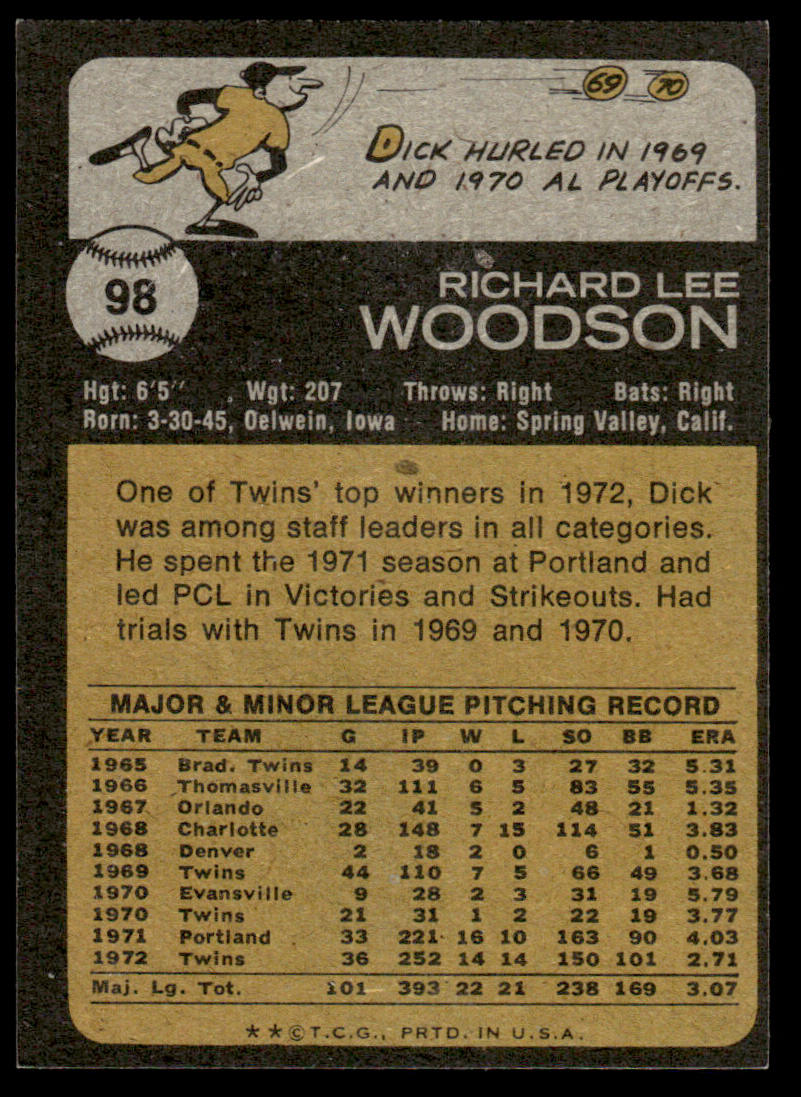 69 70
DICK HURLED IN 1969
AND 1970 AL PLAYOFFS.
98
RICHARD LEE
WOODSON
Hgt: 6'5" Wgt: 207 Throws: Right Bats: Right
Born: 3-30-45, Oelwein, Iowa Home: Spring Valley, Calif.
One of Twins' top winners in 1972, Dick
was among staff leaders in all categories.
He spent the 1971 season at Portland and
led PCL in Victories and Strikeouts. Had
trials with Twins in 1969 and 1970.
MAJOR & MINOR LEAGUE PITCHING RECORD
YEAR TEAM G IP W L SO BB ERA
1965 Brad. Twins 14 39 0 3 27 32 5.31
1966 Thomasville 32 111 6 5 83 55 5.35
1967 Orlando 22 41 5 2 48 21 1.32
1968 Charlotte 28 148 7 15 114 51 3.83
1968 Denver 2 18 2 0 6 1 0.50
1969 Twins 44 110 7 5 66 49 3.68
1970 Evansville 9 28 2 3 31 19 5.79
1970 Twins 21 31 1 2 22 19 3.77
1971 Portland 33 221 16 10 163 90 4.03
1972 Twins 36 252 14 14 150 101 2.71
Maj. Lg. Tot. 101 393 22 21 238 169 3.07
★★©T.C.G., PRTD. IN U.S.A.